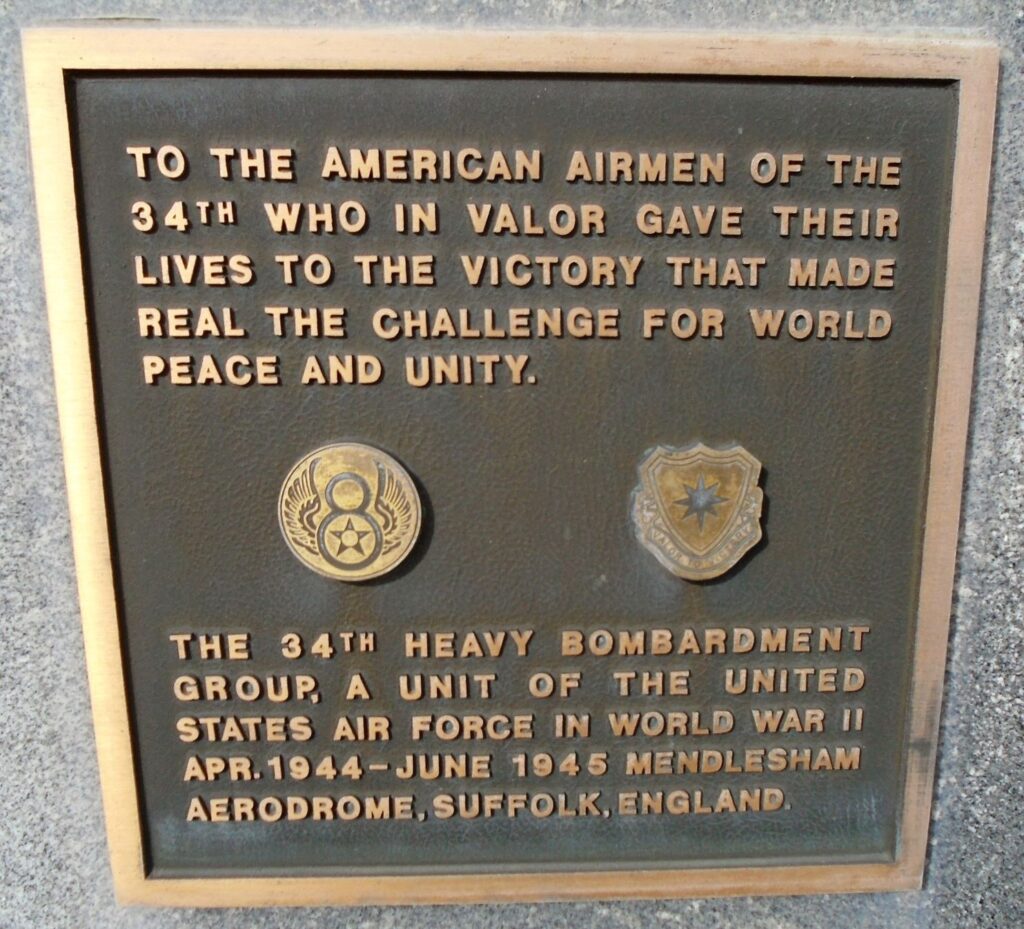 TO THE AMERICAN AIRMEN OF THE
34TH WHO IN VALOR GAVE THEIR
LIVES TO THE VICTORY THAT MADE
REAL THE CHALLENGE FOR WORLD
PEACE AND UNITY.
8
THE 34TH HEAVY BOMBARDMENT
GROUP, A UNIT OF THE UNITED
STATES AIR FORCE IN WORLD WAR II
APR. 1944-JUNE 1945 MENDLESHAM
AERODROME, SUFFOLK, ENGLAND.